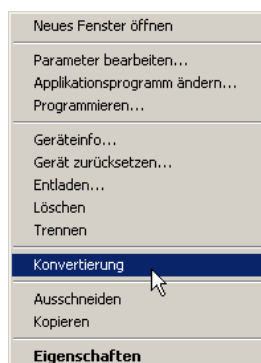 Neues Fenster öffnen
Parameter bearbeiten...
Applikationsprogramm ändern...
Programmieren...
Geräteinfo...
Gerät zurücksetzen...
Entladen...
Löschen
Trennen
Konvertierung
Ausschneiden
Kopieren
Eigenschaften